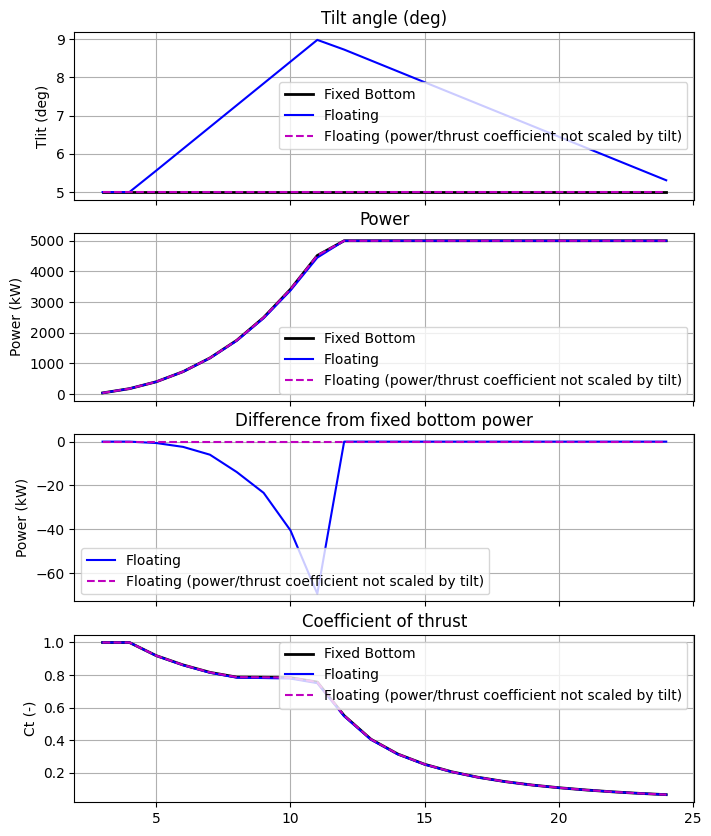 Tilt angle (deg)
9
8
7
6
5
Tlit (deg)
Fixed Bottom
Floating
Floating (power/thrust coefficient not scaled by tilt)
Power
5000
4000
3000
2000
1000
0
Power (kW)
Fixed Bottom
Floating
Floating (power/thrust coefficient not scaled by tilt)
Difference from fixed bottom power
0
−20
−40
−60
Power (kW)
Floating
Floating (power/thrust coefficient not scaled by tilt)
Coefficient of thrust
1.0
0.8
0.6
0.4
0.2
Ct (-)
Fixed Bottom
Floating
Floating (power/thrust coefficient not scaled by tilt)
5 10 15 20 25